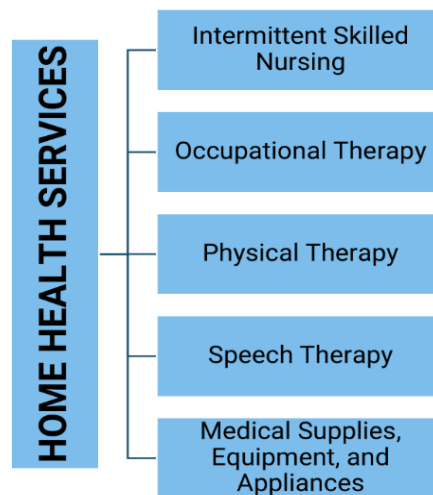 HOME HEALTH SERVICES
Intermittent Skilled
Nursing
Occupational Therapy
Physical Therapy
Speech Therapy
Medical Supplies,
Equipment, and
Appliances